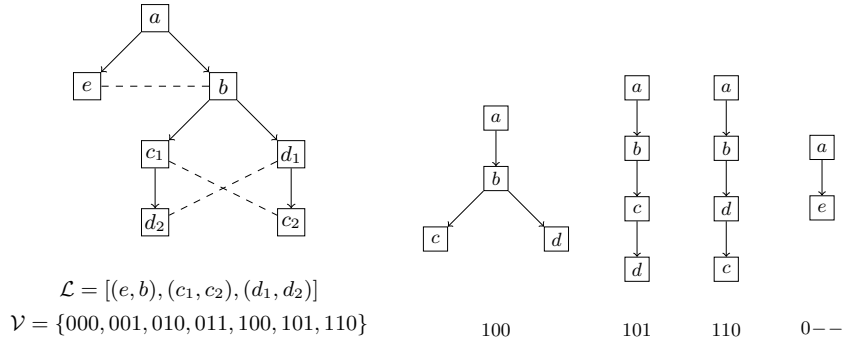 a
e b
c₁ d₁
d₂ c₂
ℒ = [(e, b), (c₁, c₂), (d₁, d₂)]
𝒱 = {000, 001, 010, 011, 100, 101, 110}
a
b
c d
100
a
b
c
d
101
a
b
d
c
110
a
e
0−−